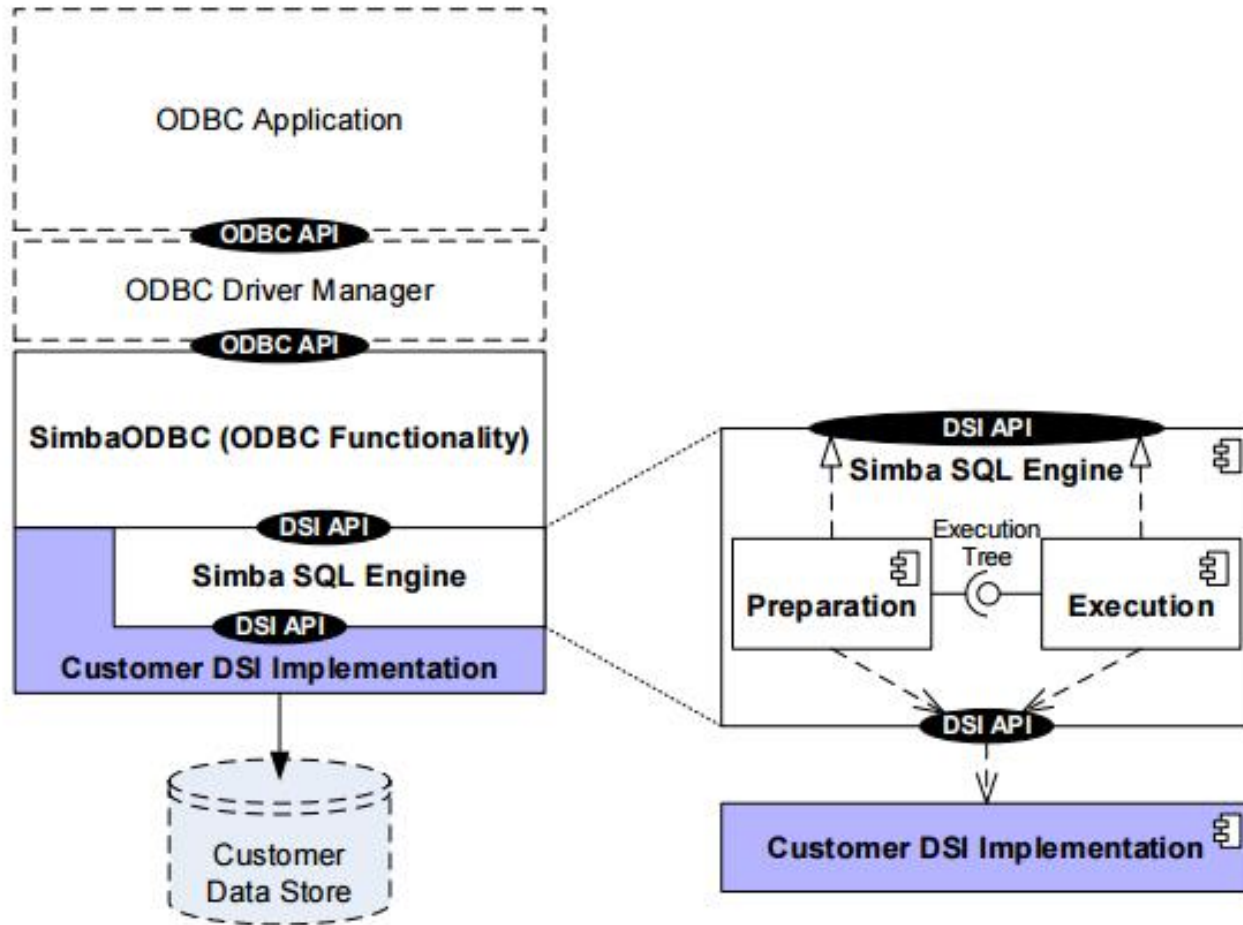 ODBC Application
ODBC API
ODBC Driver Manager
ODBC API
SimbaODBC (ODBC Functionality)
DSI API
Simba SQL Engine
DSI API
Customer DSI Implementation
Customer
Data Store
DSI API
Simba SQL Engine
Execution
Tree
Preparation
Execution
DSI API
Customer DSI Implementation